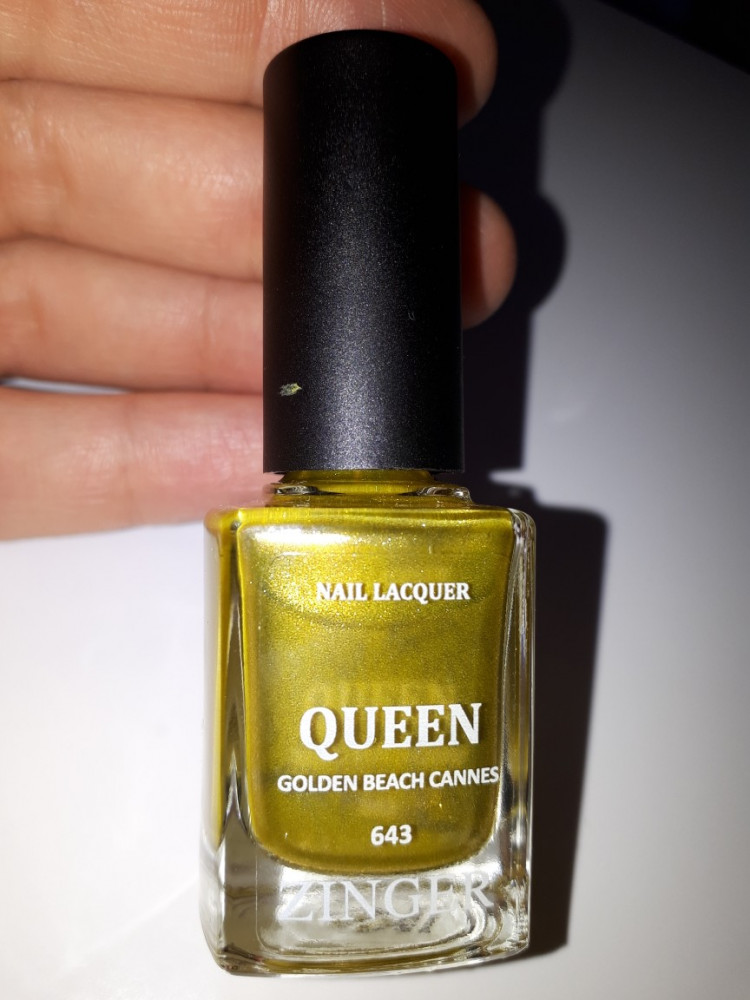 NAIL LACQUER
QUEEN
GOLDEN BEACH CANNES
643
ZINGER